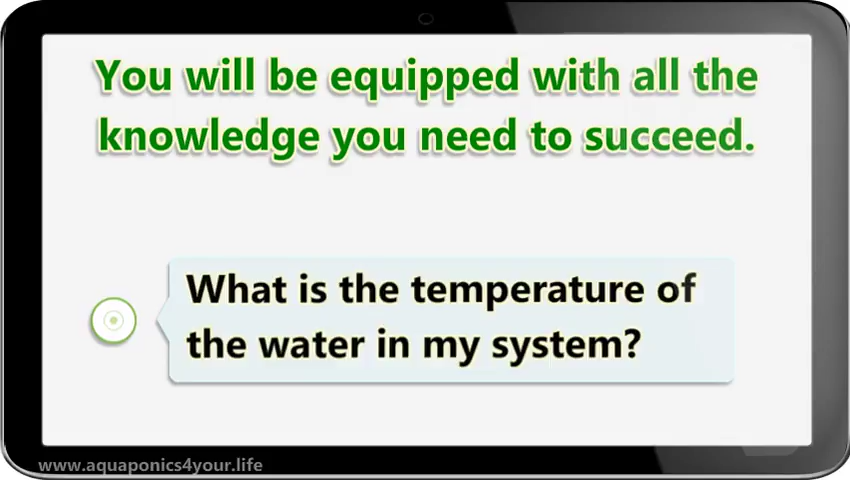 You will be equipped with all the
knowledge you need to succeed.
What is the temperature of
the water in my system?
www.aquaponics4your.life